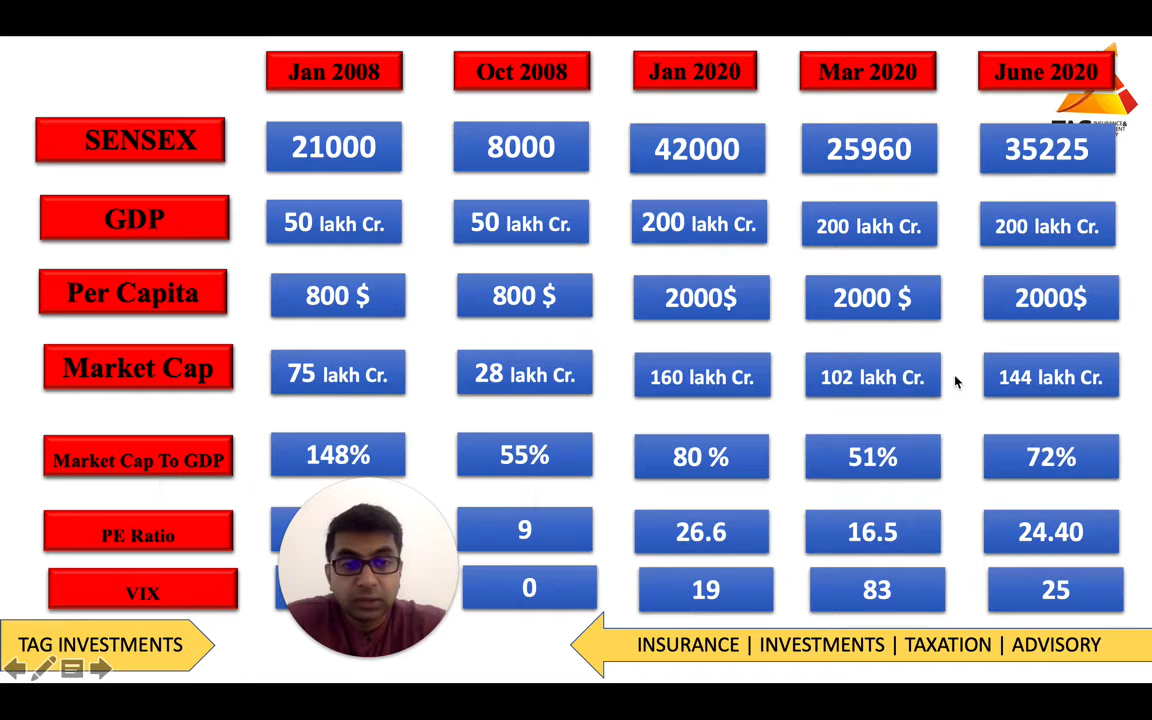 Jan 2008 Oct 2008 Jan 2020 Mar 2020 June 2020
SENSEX 21000 8000 42000 25960 35225
GDP 50 lakh Cr. 50 lakh Cr. 200 lakh Cr. 200 lakh Cr. 200 lakh Cr.
Per Capita 800 $ 800 $ 2000$ 2000 $ 2000$
Market Cap 75 lakh Cr. 28 lakh Cr. 160 lakh Cr. 102 lakh Cr. 144 lakh Cr.
Market Cap To GDP 148% 55% 80 % 51% 72%
PE Ratio 9 26.6 16.5 24.40
VIX 0 19 83 25
TAG INVESTMENTS INSURANCE | INVESTMENTS | TAXATION | ADVISORY